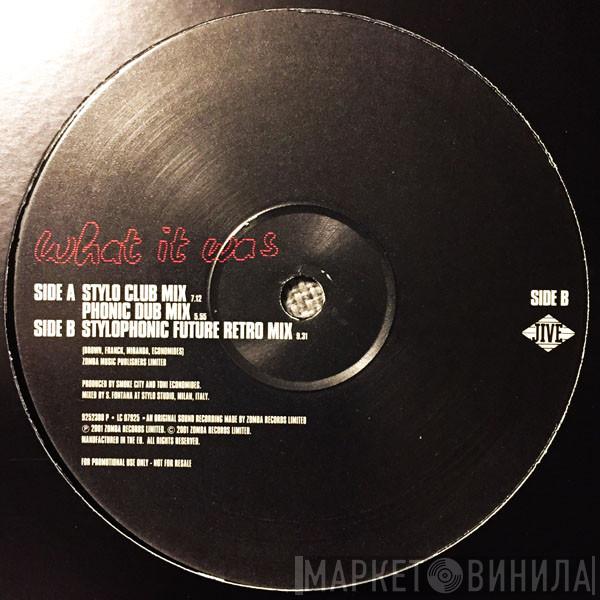 what it was
SIDE A STYLO CLUB MIX 7.12
PHONIC DUB MIX 5.55
SIDE B STYLOPHONIC FUTURE RETRO MIX 9.31
(BROWN, FRANCK, MIRANDA, ECONOMIDES)
ZOMBA MUSIC PUBLISHERS LIMITED
PRODUCED BY SMOKE CITY AND TONI ECONOMIDES.
MIXED BY S. FONTANA AT STYLO STUDIO, MILAN, ITALY.
9252380 P • LC 07925 • AN ORIGINAL SOUND RECORDING MADE BY ZOMBA RECORDS LIMITED
℗ 2001 ZOMBA RECORDS LIMITED. © 2001 ZOMBA RECORDS LIMITED.
MANUFACTURED IN THE EU. ALL RIGHTS RESERVED.
FOR PROMOTIONAL USE ONLY - NOT FOR RESALE
SIDE B
JIVE
МАРКЕТ ВИНИЛА